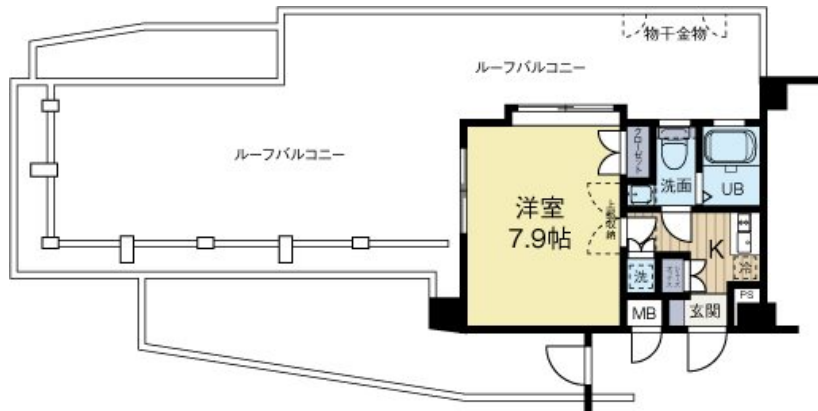 物干金物
ルーフバルコニー
ルーフバルコニー
クローゼット
洗面
UB
洋室
7.9帖
上部収納
K
冷
洗
PS
MB
玄関